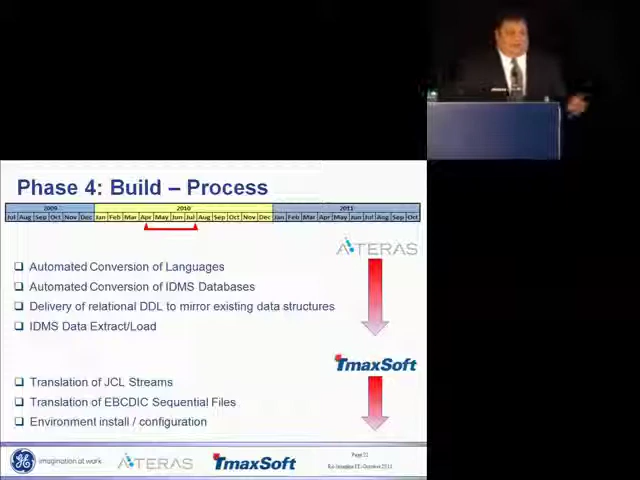 Phase 4: Build – Process
2009 2010 2011
Jul Aug Sep Oct Nov Dec Jan Feb Mar Apr May Jun Jul Aug Sep Oct Nov Dec Jan Feb Mar Apr May Jun Jul Aug Sep Oct
ATERAS
Automated Conversion of Languages
Automated Conversion of IDMS Databases
Delivery of relational DDL to mirror existing data structures
IDMS Data Extract/Load
TmaxSoft
Translation of JCL Streams
Translation of EBCDIC Sequential Files
Environment install / configuration
imagination at work
ATERAS
TmaxSoft